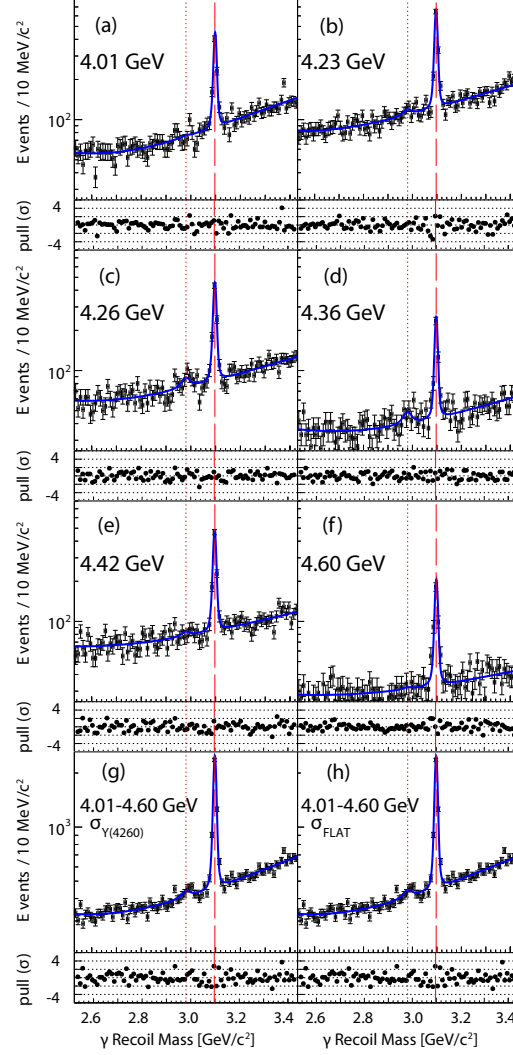 (a)
4.01 GeV
(b)
4.23 GeV
Events / 10 MeV/c²
10²
pull (σ)
4
-4
(c)
4.26 GeV
(d)
4.36 GeV
Events / 10 MeV/c²
10²
pull (σ)
4
-4
(e)
4.42 GeV
(f)
4.60 GeV
Events / 10 MeV/c²
10²
pull (σ)
4
-4
(g)
4.01-4.60 GeV
σY(4260)
(h)
4.01-4.60 GeV
σFLAT
Events / 10 MeV/c²
10³
pull (σ)
4
-4
2.6 2.8 3.0 3.2 3.4 2.6 2.8 3.0 3.2 3.4
γ Recoil Mass [GeV/c²] γ Recoil Mass [GeV/c²]